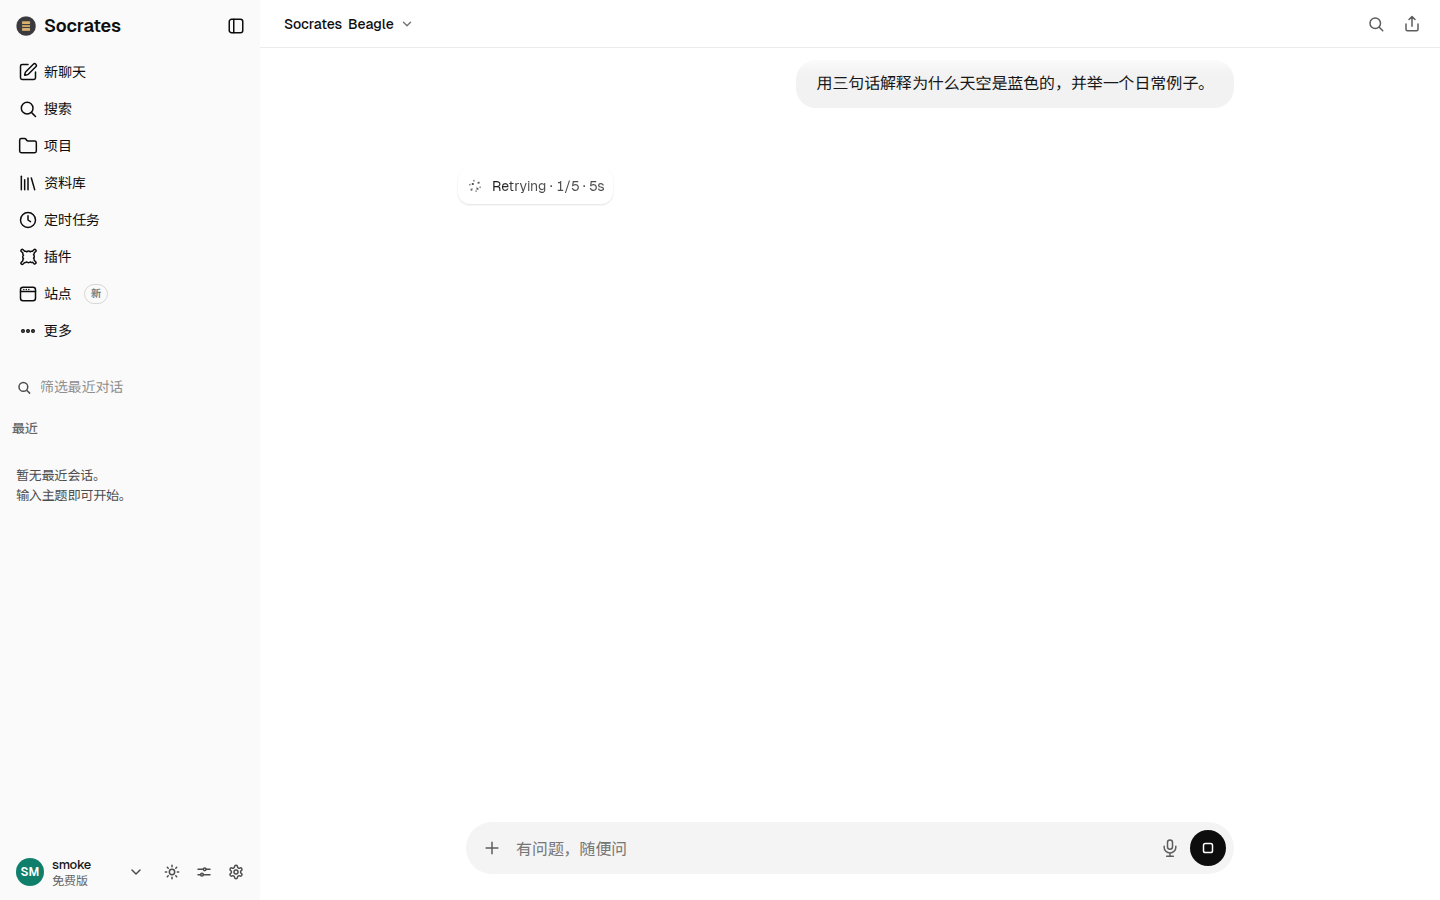 Socrates
新聊天
搜索
项目
资料库
定时任务
插件
站点 新
更多
筛选最近对话
最近
暂无最近会话。
输入主题即可开始。
SM
smoke
免费版
Socrates Beagle
用三句话解释为什么天空是蓝色的，并举一个日常例子。
Retrying · 1/5 · 5s
有问题，随便问